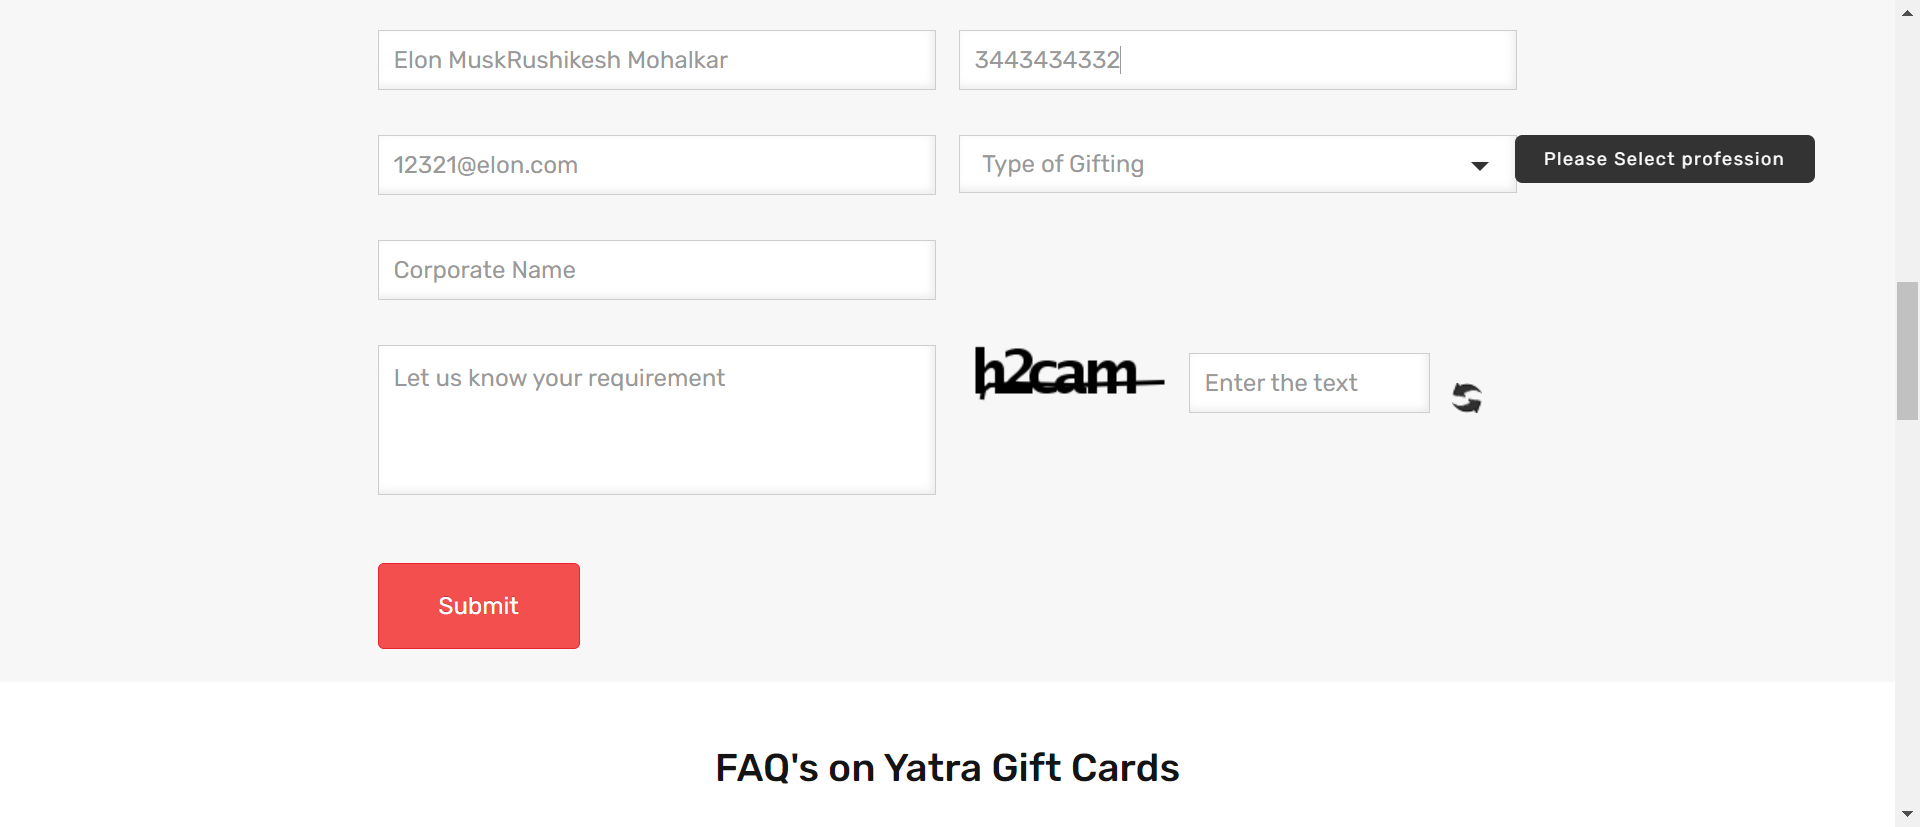 Elon MuskRushikesh Mohalkar
3443434332
12321@elon.com
Type of Gifting
Please Select profession
Corporate Name
Let us know your requirement
h2cam
Enter the text
Submit
FAQ's on Yatra Gift Cards